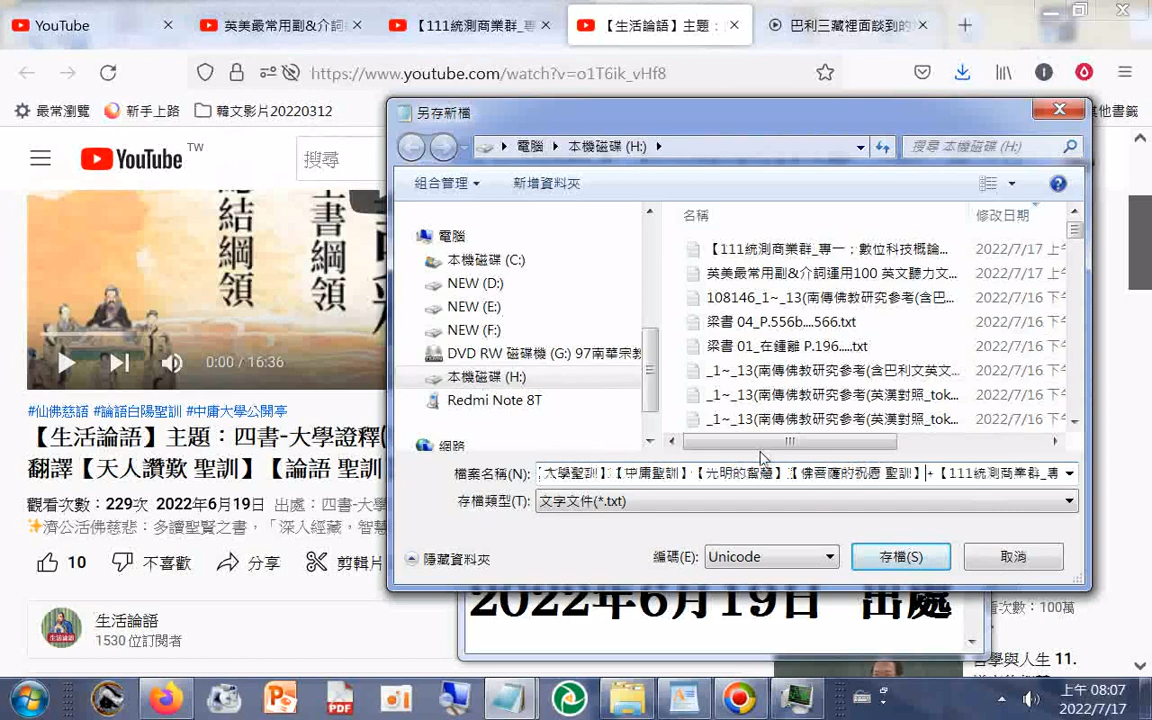 YouTube
英美最常用副&介詞
【111統測商業群_專
【生活論語】主題：
巴利三藏裡面談到的
https://www.youtube.com/watch?v=o1T6ik_vHf8
最常瀏覽
新手上路
韓文影片20220312
其他書籤
YouTube TW
搜尋
總結綱領
四書綱領
0:00 / 16:36
#仙佛慈語 #論語白陽聖訓 #中庸大學公開亭
【生活論語】主題：四書-大學證釋(
翻譯【天人讚歎 聖訓】【論語 聖訓
觀看次數：229次 2022年6月19日 出處：四書-大學
✨濟公活佛慈悲：多讀聖賢之書，「深入經藏，智慧
10
不喜歡
分享
剪輯片
生活論語
1530 位訂閱者
另存新檔
電腦
本機磁碟 (H:)
搜尋 本機磁碟 (H:)
組合管理
新增資料夾
電腦
本機磁碟 (C:)
NEW (D:)
NEW (E:)
NEW (F:)
DVD RW 磁碟機 (G:) 97南華宗教
本機磁碟 (H:)
Redmi Note 8T
網路
名稱
修改日期
【111統測商業群_專一：數位科技概論...
2022/7/17 上午
英美最常用副&介詞運用100 英文聽力文...
2022/7/17 下午
108146_1~_13(南傳佛教研究參考(含巴...
2022/7/16 下午
梁書 04_P.556b....566.txt
2022/7/16 下午
梁書 01_在鍾離 P.196.....txt
2022/7/16 下午
_1~_13(南傳佛教研究參考(含巴利文英文...
2022/7/16 下午
_1~_13(南傳佛教研究參考(英漢對照_tok...
2022/7/16 下午
_1~_13(南傳佛教研究參考(英漢對照_tok...
2022/7/16 下午
檔案名稱(N):
大學聖訓】【中庸聖訓】【光明的智慧】【佛菩薩的祝愿 聖訓】+【111統測商業群_專
存檔類型(T):
文字文件(*.txt)
隱藏資料夾
編碼(E):
Unicode
存檔(S)
取消
2022年6月19日 出處
看次數：100萬
哲學與人生 11.
上午 08:07
2022/7/17